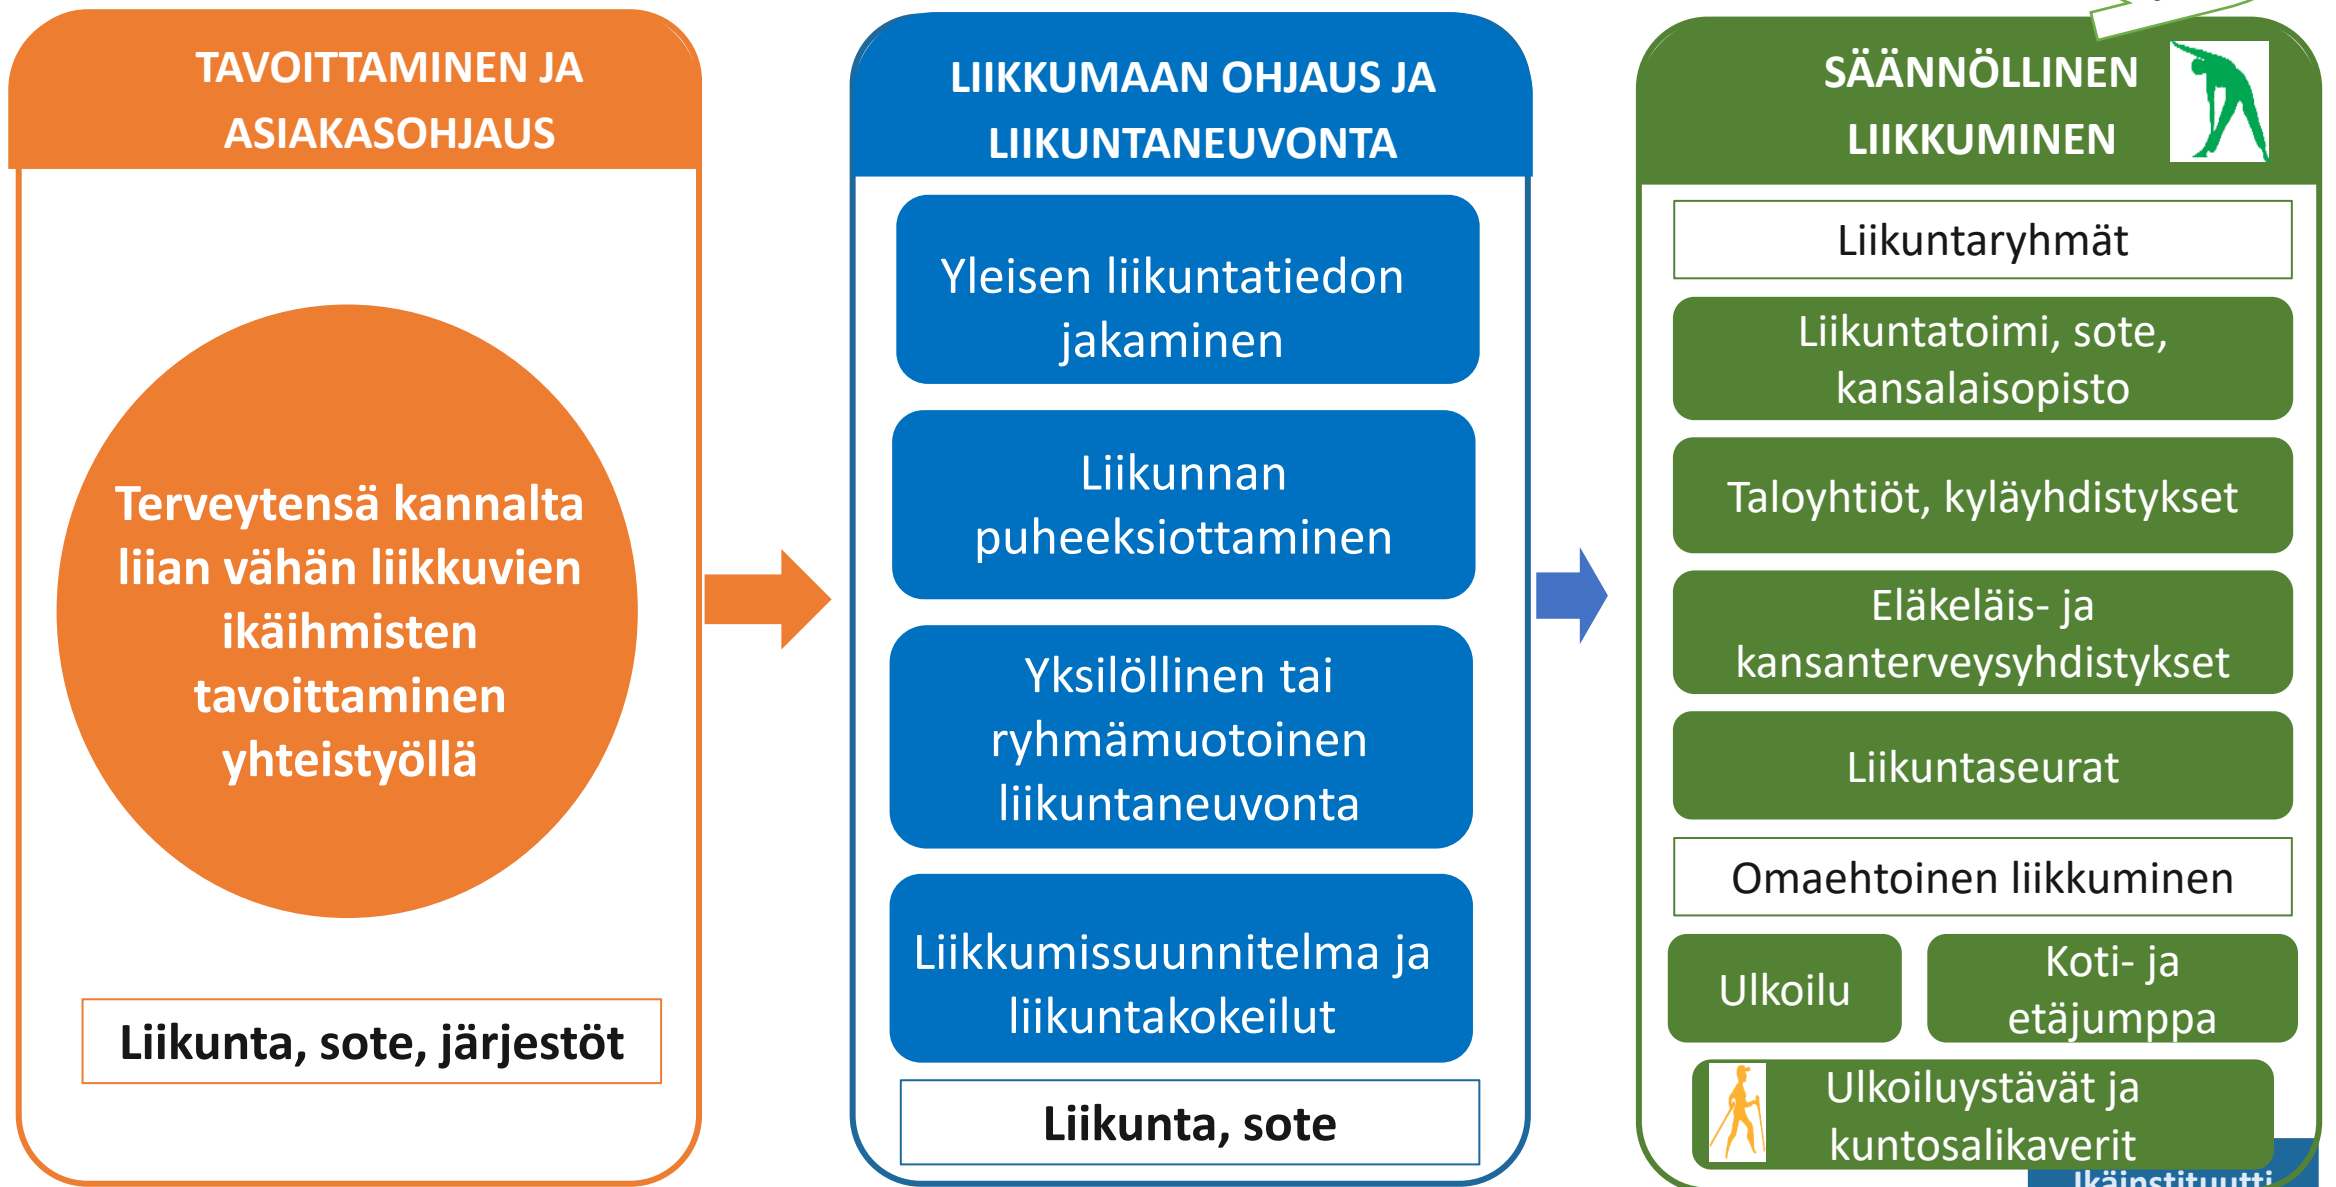 TAVOITTAMINEN JA
ASIAKASOHJAUS
Terveytensä kannalta
liian vähän liikkuvien
ikäihmisten
tavoittaminen
yhteistyöllä
Liikunta, sote, järjestöt
LIIKKUMAAN OHJAUS JA
LIIKUNTANEUVONTA
Yleisen liikuntatiedon
jakaminen
Liikunnan
puheeksiottaminen
Yksilöllinen tai
ryhmämuotoinen
liikuntaneuvonta
Liikkumissuunnitelma ja
liikuntakokeilut
Liikunta, sote
SÄÄNNÖLLINEN
LIIKKUMINEN
Liikuntaryhmät
Liikuntatoimi, sote,
kansalaisopisto
Taloyhtiöt, kyläyhdistykset
Eläkeläis- ja
kansanterveysyhdistykset
Liikuntaseurat
Omaehtoinen liikkuminen
Ulkoilu
Koti- ja
etäjumppa
Ulkoiluystävät ja
kuntosalikaverit
Ikäinstituutti